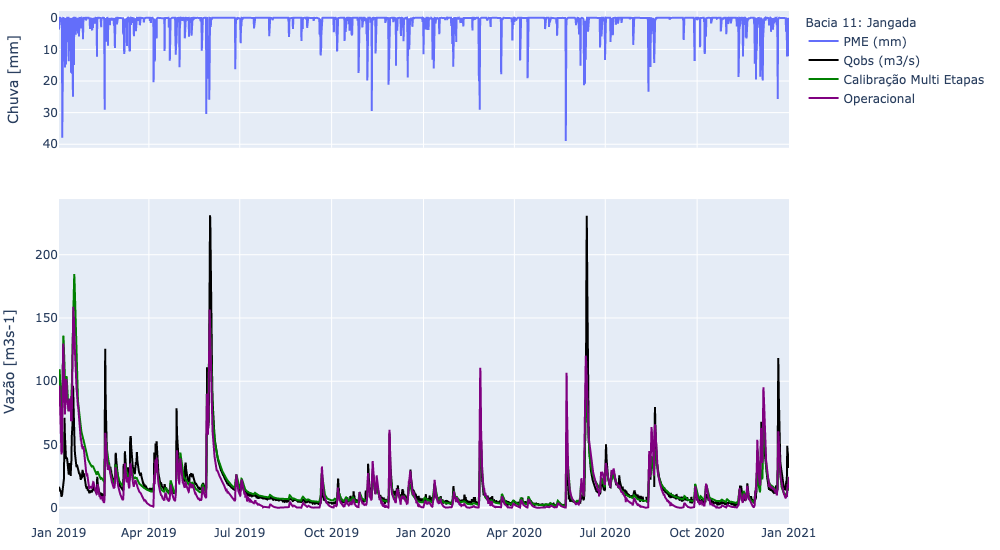 Bacia 11: Jangada
PME (mm)
Qobs (m3/s)
Calibração Multi Etapas
Operacional
Chuva [mm]
0
10
20
30
40
Vazão [m3s-1]
200
150
100
50
0
Jan 2019 Apr 2019 Jul 2019 Oct 2019 Jan 2020 Apr 2020 Jul 2020 Oct 2020 Jan 2021